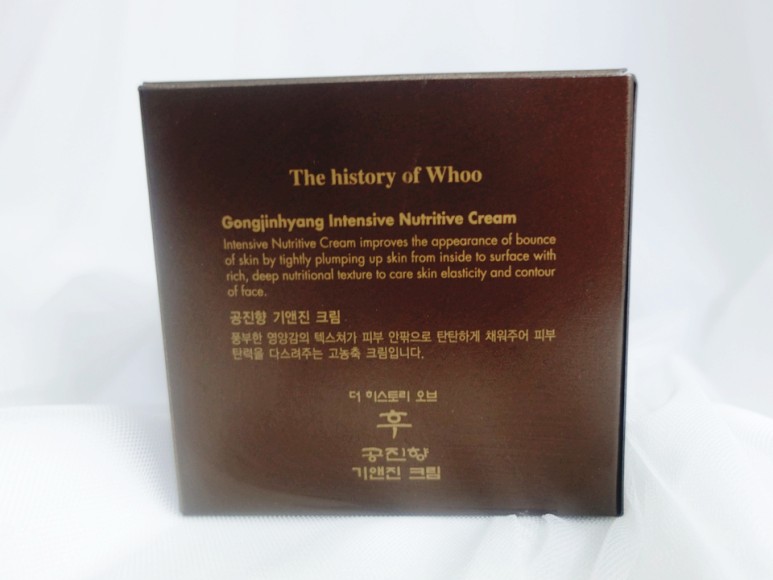 The history of Whoo
Gongjinhyang Intensive Nutritive Cream
Intensive Nutritive Cream improves the appearance of bounce
of skin by tightly plumping up skin from inside to surface with
rich, deep nutritional texture to care skin elasticity and contour
of face.
공진향 기앤진 크림
풍부한 영양감의 텍스쳐가 피부 안팎으로 탄탄하게 채워주어 피부
탄력을 다스려주는 고농축 크림입니다.
더 히스토리 오브
후
공진향
기앤진 크림